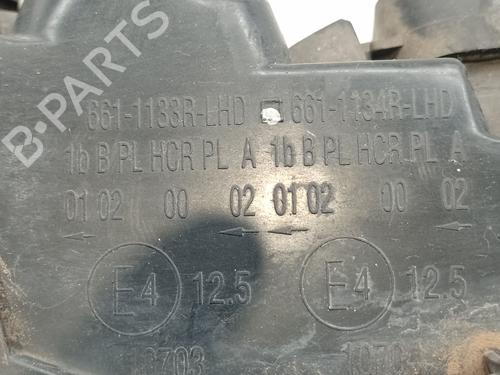 661-1133R-LHD 661-1134R-LHD
1b B PL HCR PL A 1b B PL HCR PL A
01 02 00 02 01 02 00 02
E4 12.5 E4 12.5